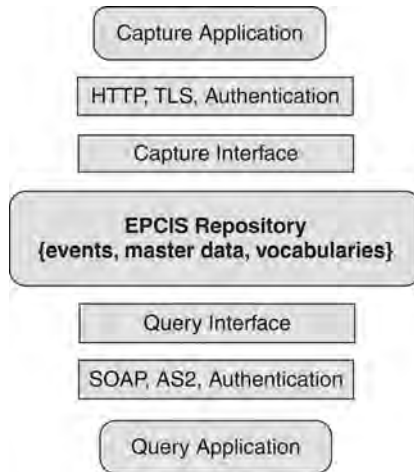 Capture Application
HTTP, TLS, Authentication
Capture Interface
EPCIS Repository
{events, master data, vocabularies}
Query Interface
SOAP, AS2, Authentication
Query Application